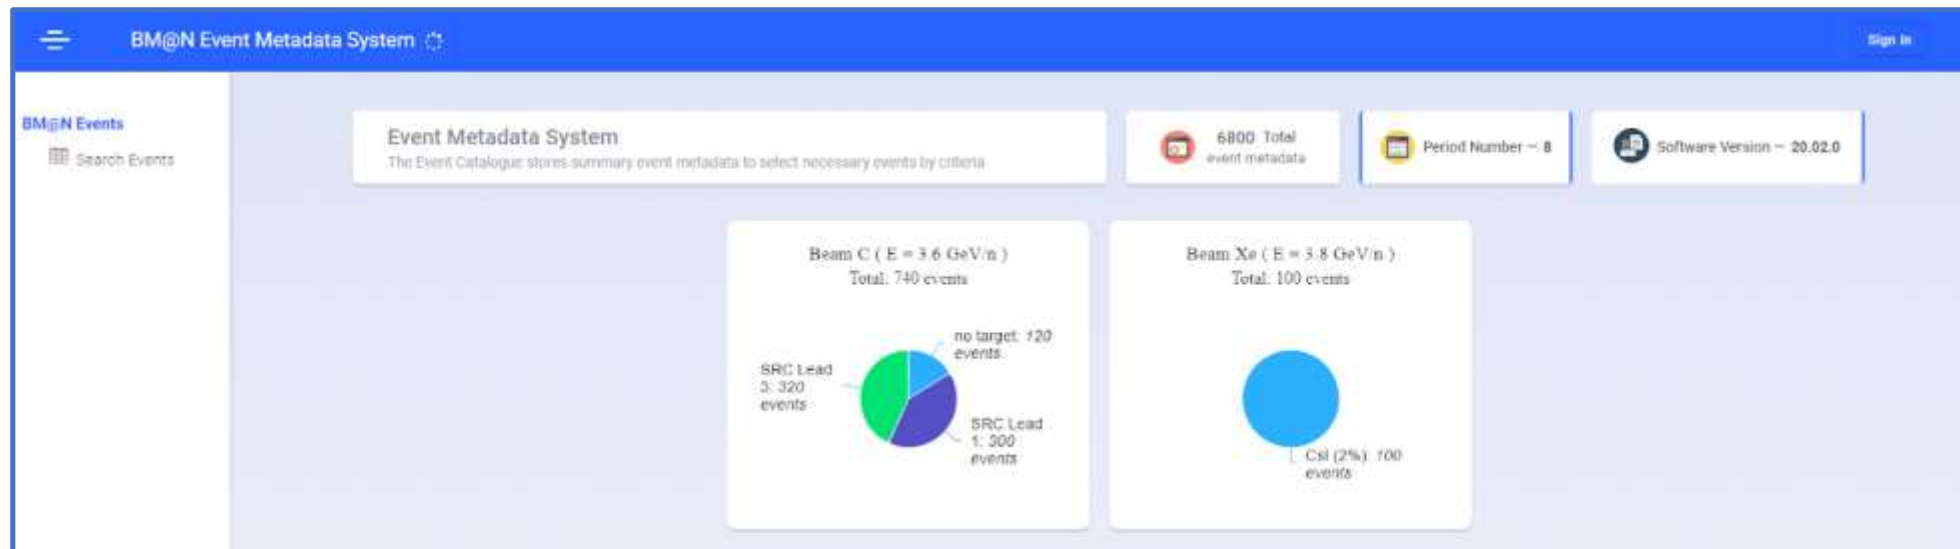 BM@N Event Metadata System
Sign In
BM@N Events
Search Events
Event Metadata System
The Event Catalogue stores summary event metadata to select necessary events by criteria
6800 Total
event metadata
Period Number – 8
Software Version – 20.02.0
Beam C ( E = 3.6 GeV/n )
Total: 740 events
no target: 120
events
SRC Lead
3: 320
events
SRC Lead
1: 300
events
Beam Xe ( E = 3.8 GeV/n )
Total: 100 events
CsI (2%): 100
events